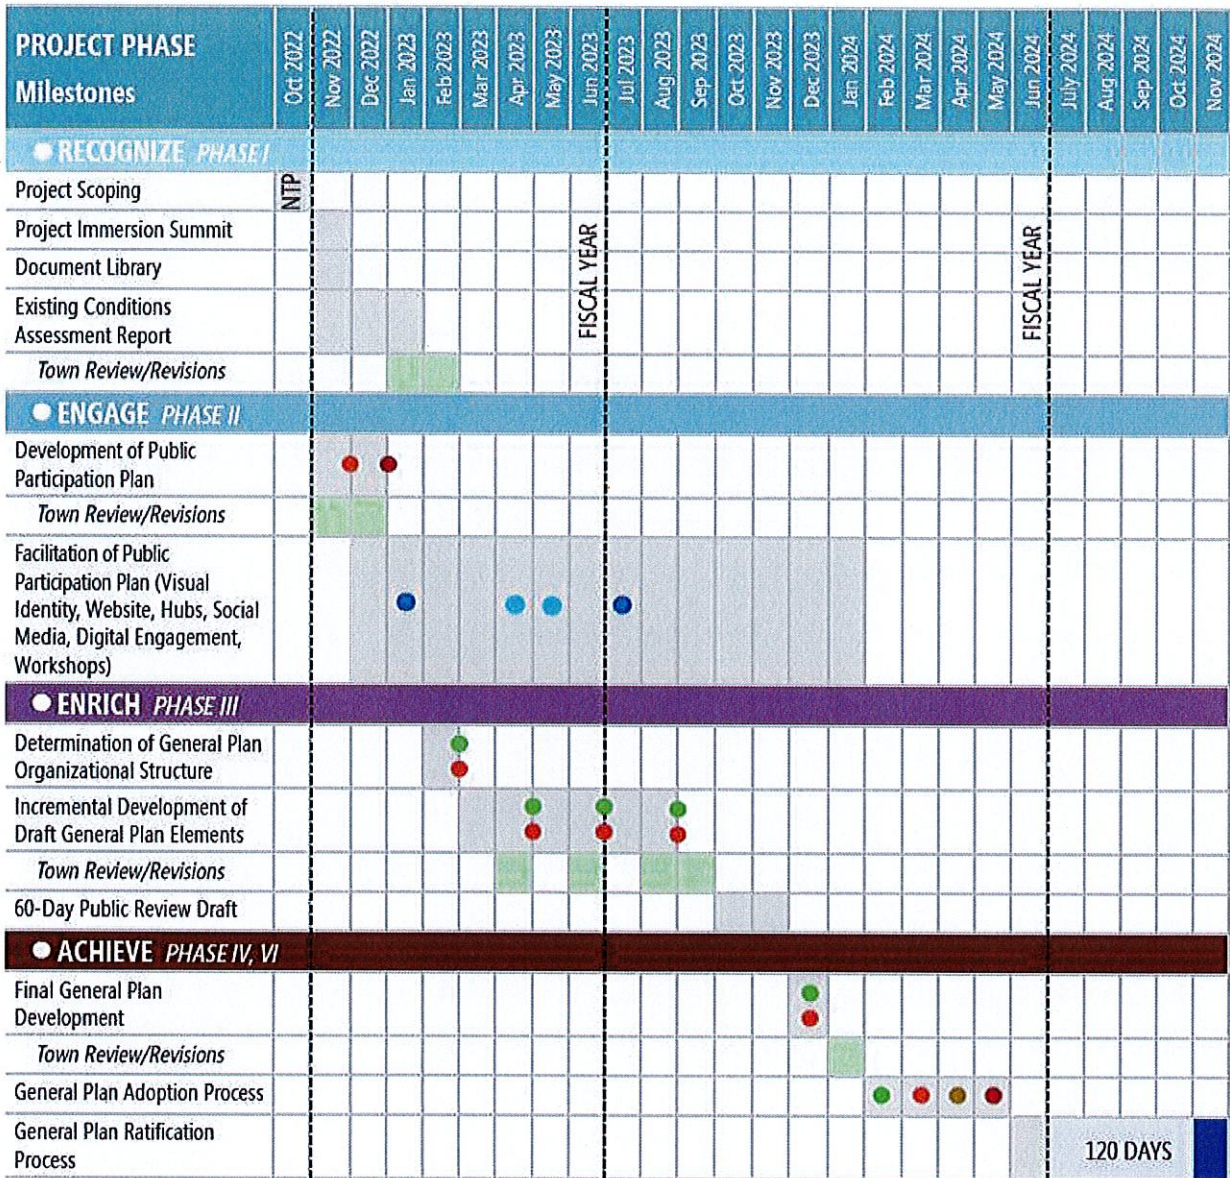 PROJECT PHASE
Milestones
Oct 2022
Nov 2022
Dec 2022
Jan 2023
Feb 2023
Mar 2023
Apr 2023
May 2023
Jun 2023
Jul 2023
Aug 2023
Sep 2023
Oct 2023
Nov 2023
Dec 2023
Jan 2024
Feb 2024
Mar 2024
Apr 2024
May 2024
Jun 2024
July 2024
Aug 2024
Sep 2024
Oct 2024
Nov 2024
RECOGNIZE PHASE I
Project Scoping
NTP
Project Immersion Summit
Document Library
Existing Conditions
Assessment Report
Town Review/Revisions
FISCAL YEAR
FISCAL YEAR
ENGAGE PHASE II
Development of Public
Participation Plan
Town Review/Revisions
Facilitation of Public
Participation Plan (Visual
Identity, Website, Hubs, Social
Media, Digital Engagement,
Workshops)
ENRICH PHASE III
Determination of General Plan
Organizational Structure
Incremental Development of
Draft General Plan Elements
Town Review/Revisions
60-Day Public Review Draft
ACHIEVE PHASE IV, VI
Final General Plan
Development
Town Review/Revisions
General Plan Adoption Process
General Plan Ratification
Process
120 DAYS